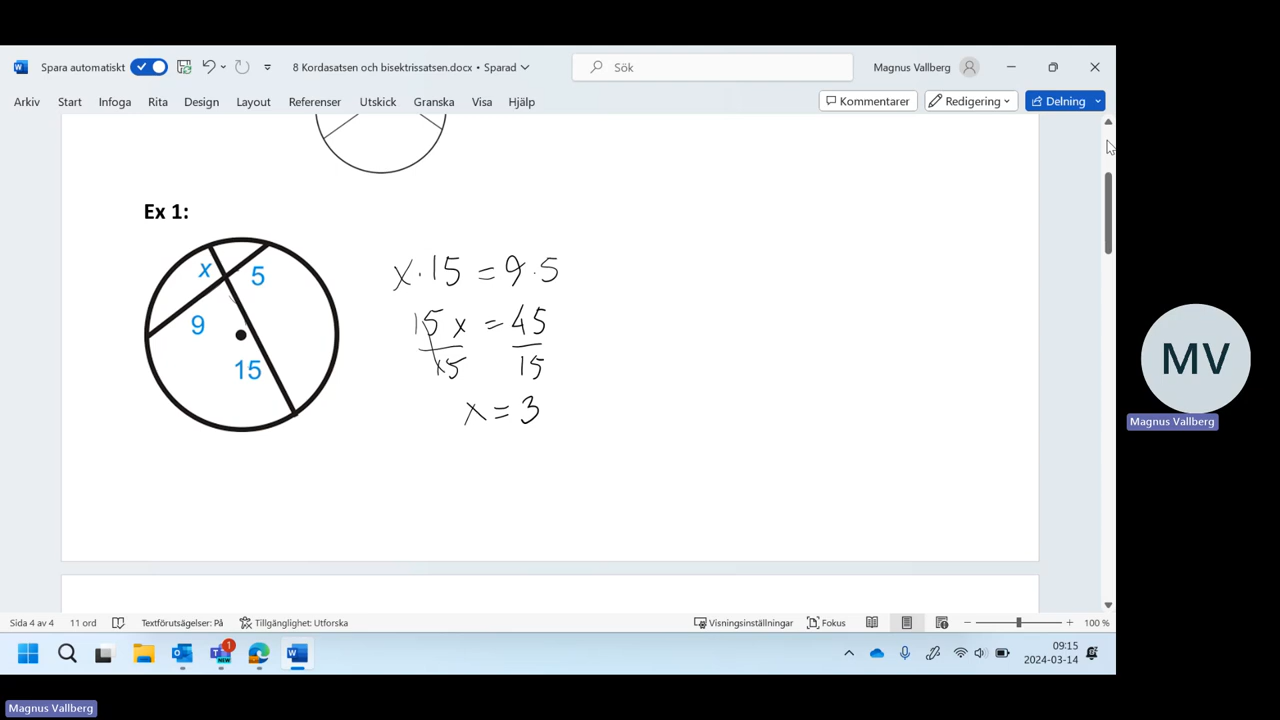 Spara automatiskt
8 Kordasatsen och bisektrissatsen.docx • Sparad
Sök
Magnus Vallberg
Arkiv Start Infoga Rita Design Layout Referenser Utskick Granska Visa Hjälp
Kommentarer Redigering Delning
Ex 1:
x 5
9
15
x·15 = 9·5
15x = 45
15 15
x = 3
MV
Magnus Vallberg
Sida 4 av 4 11 ord Textförutsägelser: På Tillgänglighet: Utforska Visningsinställningar Fokus 100 %
1
NEW
09:15
2024-03-14
Magnus Vallberg